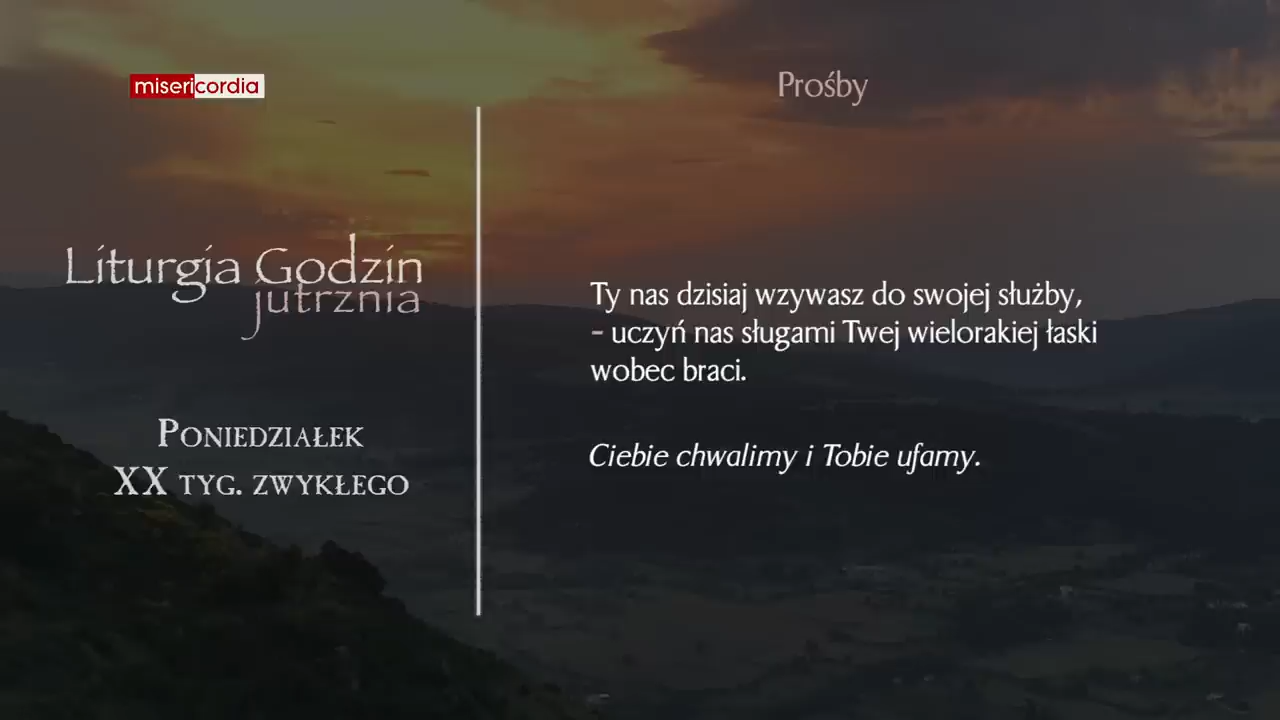 misericordia
Prośby
Liturgia Godzin
jutrznia
Poniedziałek
XX tyg. zwykłego
Ty nas dzisiaj wzywasz do swojej służby,
- uczyń nas sługami Twej wielorakiej łaski
wobec braci.
Ciebie chwalimy i Tobie ufamy.